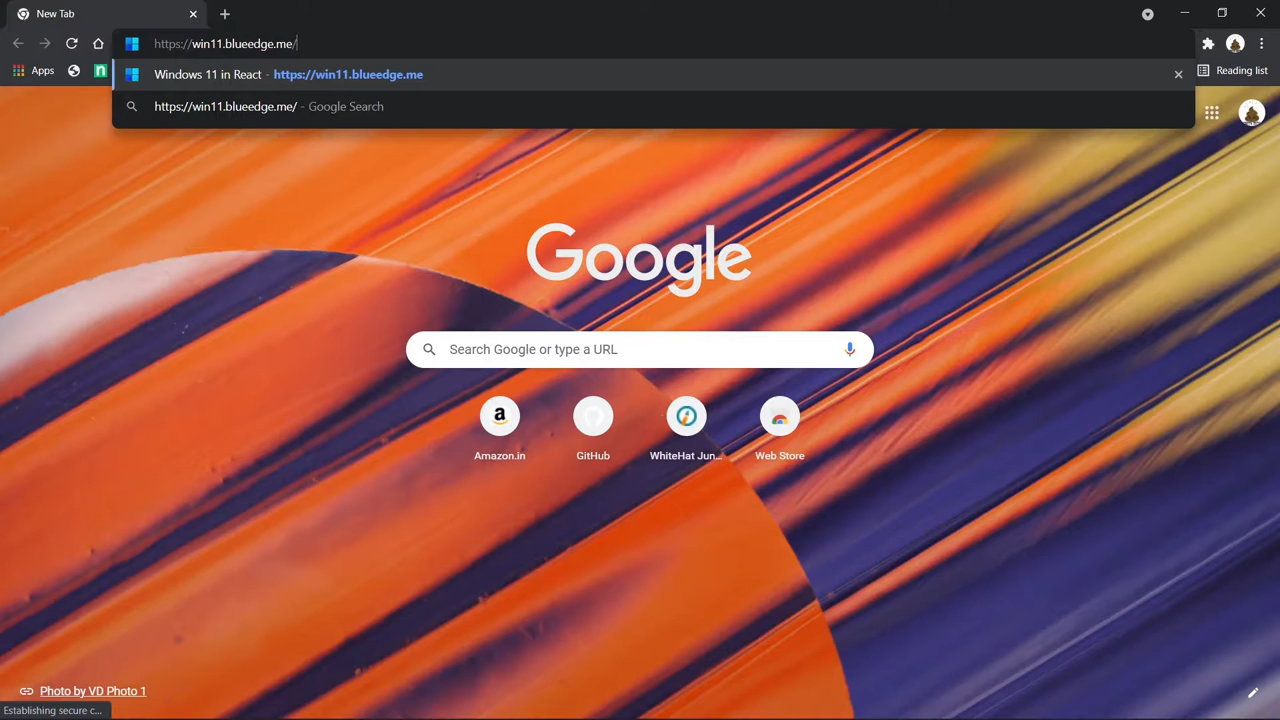 New Tab
https://win11.blueedge.me/
Apps
Reading list
Windows 11 in React - https://win11.blueedge.me
https://win11.blueedge.me/ - Google Search
Google
Search Google or type a URL
Amazon.in
GitHub
WhiteHat Jun...
Web Store
Photo by VD Photo 1
Establishing secure c...